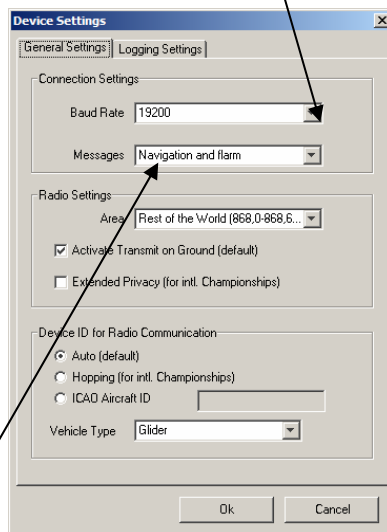 Device Settings
General Settings Logging Settings
Connection Settings
Baud Rate 19200
Messages Navigation and flarm
Radio Settings
Area Rest of the World (868,0-868,6...
Activate Transmit on Ground (default)
Extended Privacy (for intl. Championships)
Device ID for Radio Communication
Auto (default)
Hopping (for intl. Championships)
ICAO Aircraft ID
Vehicle Type Glider
Ok Cancel